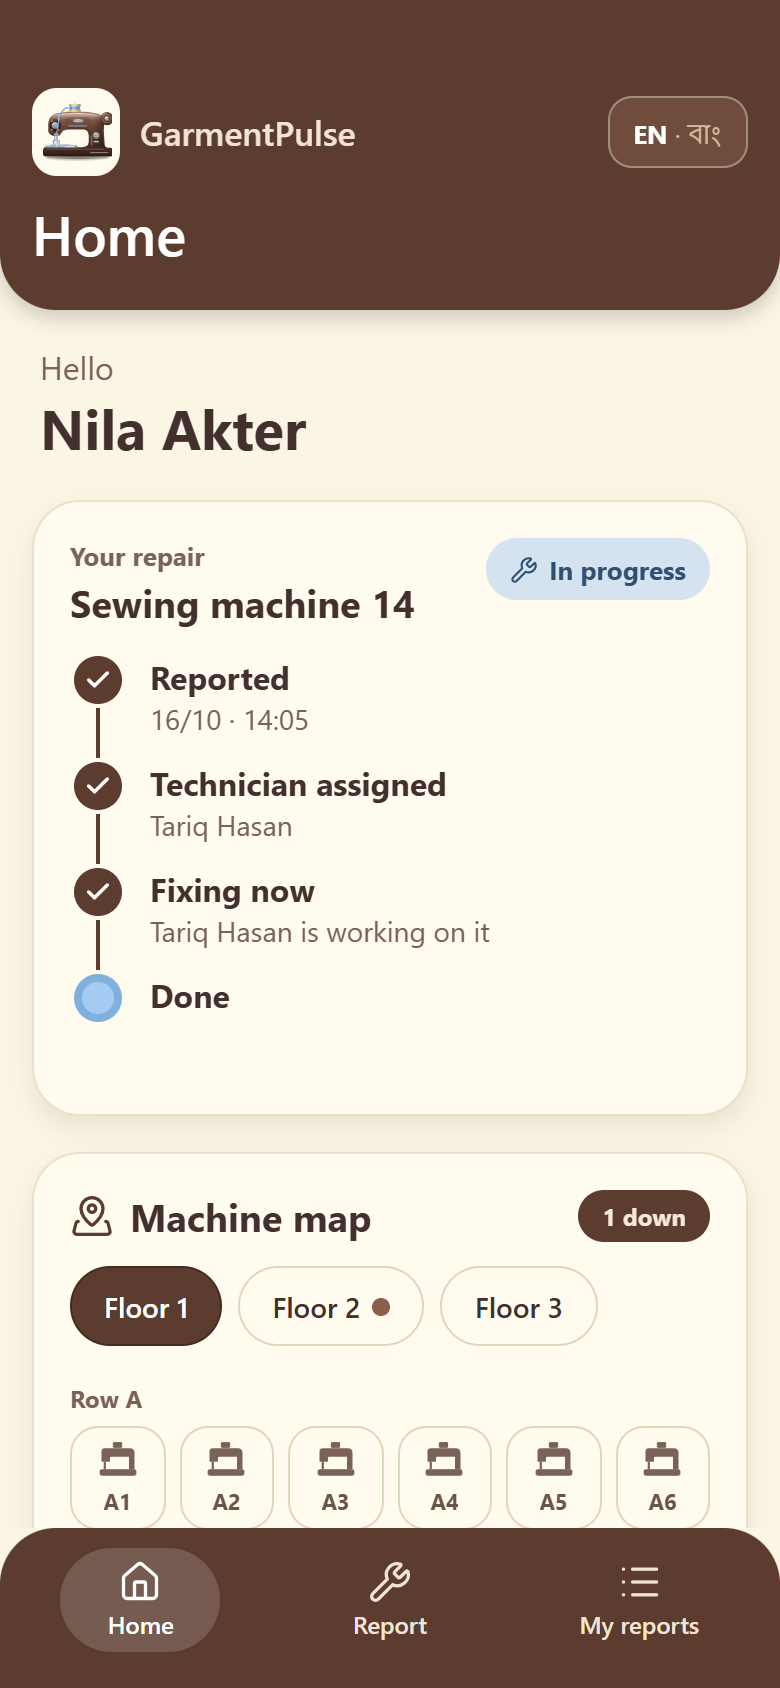 GarmentPulse
EN · বাং
Home
Hello
Nila Akter
Your repair
In progress
Sewing machine 14
Reported
16/10 · 14:05
Technician assigned
Tariq Hasan
Fixing now
Tariq Hasan is working on it
Done
Machine map
1 down
Floor 1
Floor 2
Floor 3
Row A
A1 A2 A3 A4 A5 A6
Home
Report
My reports